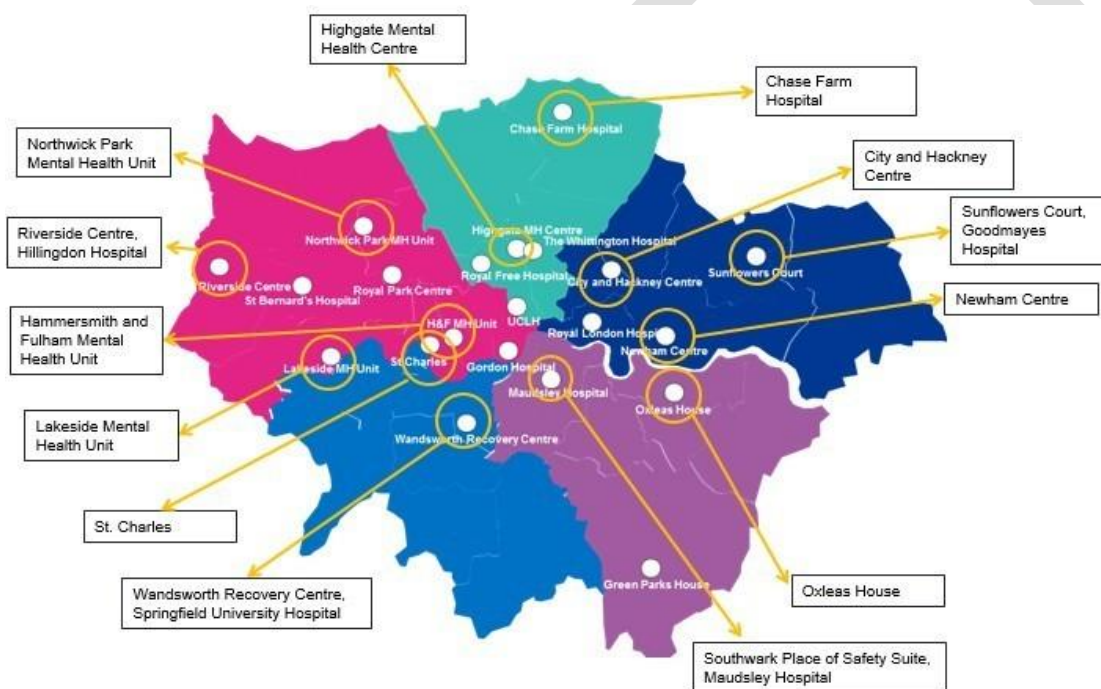 Highgate Mental
Health Centre
Chase Farm
Hospital
Chase Farm Hospital
Northwick Park
Mental Health Unit
City and Hackney
Centre
Highgate MH Centre
Northwick Park MH Unit
The Whittington Hospital
Sunflowers Court,
Goodmayes
Hospital
Riverside Centre,
Hillingdon Hospital
Royal Free Hospital
Sunflowers Court
Riverside Centre
Royal Park Centre
City and Hackney Centre
St Bernard's Hospital
Newham Centre
UCLH
Hammersmith and
Fulham Mental
Health Unit
H&F MH Unit
Royal London Hospital
Newham Centre
St Charles
Gordon Hospital
Lakeside MH Unit
Maudsley Hospital
Oxleas House
Lakeside Mental
Health Unit
Wandsworth Recovery Centre
St. Charles
Green Parks House
Wandsworth Recovery Centre,
Springfield University Hospital
Oxleas House
Southwark Place of Safety Suite,
Maudsley Hospital